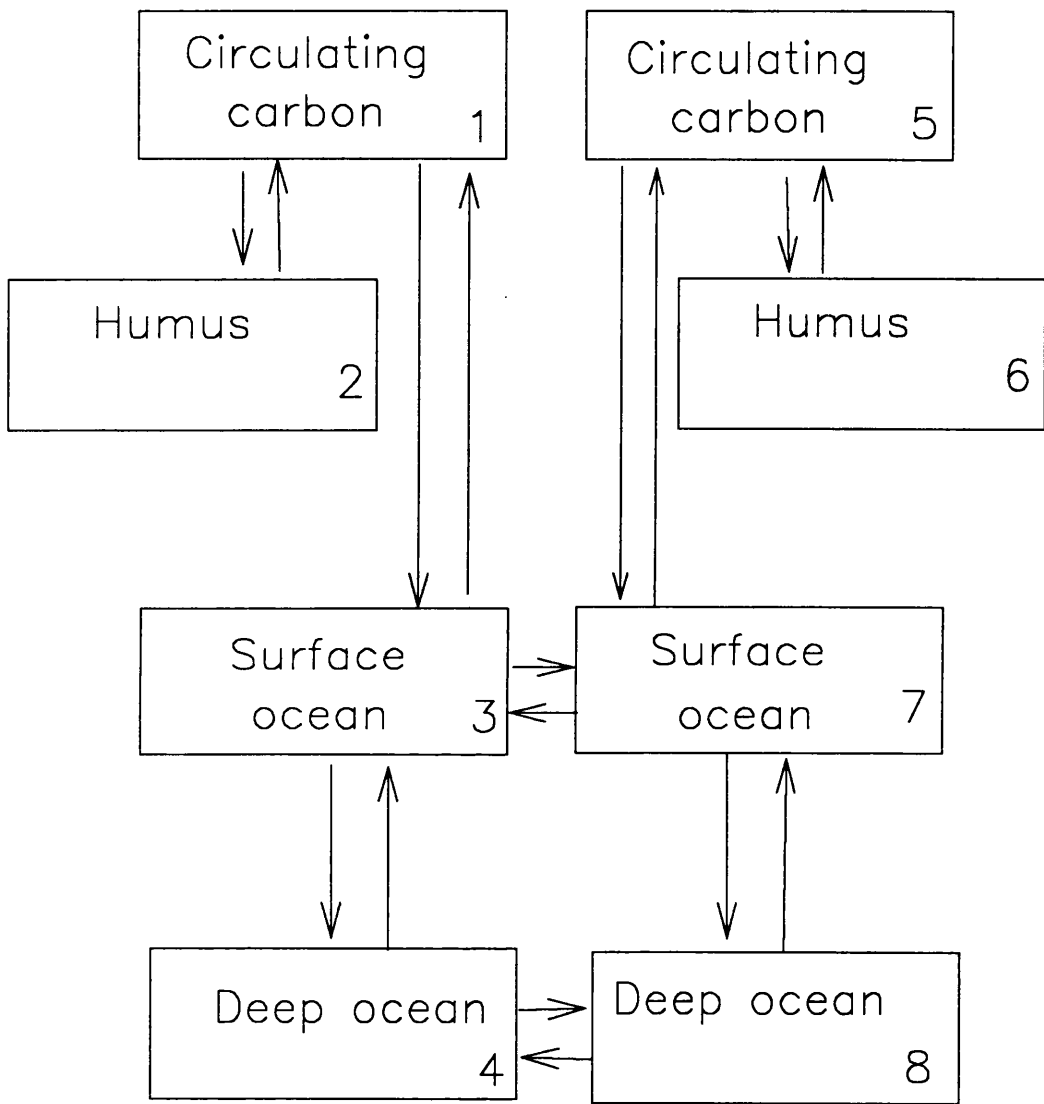 Circulating
carbon
1
Circulating
carbon
5
Humus
2
Humus
6
Surface
ocean
3
Surface
ocean
7
Deep ocean
4
Deep ocean
8